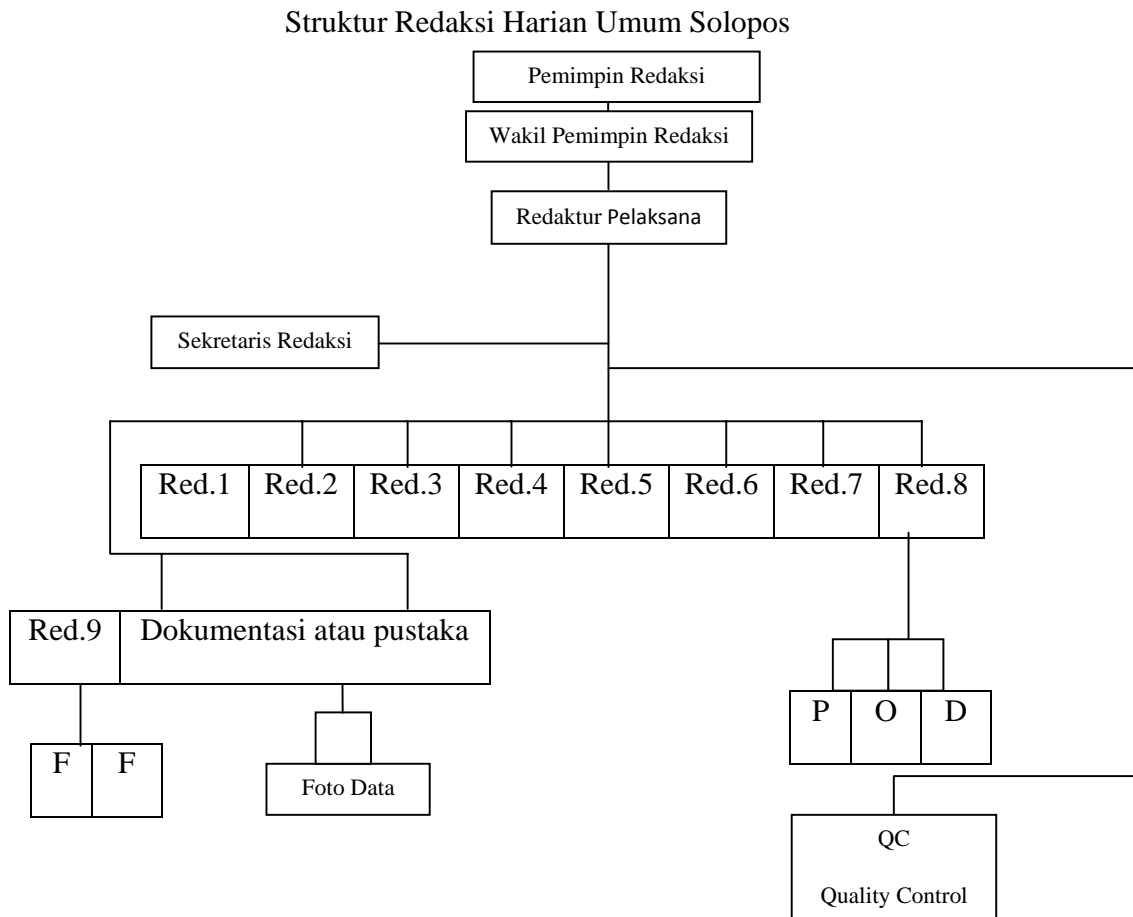 Struktur Redaksi Harian Umum Solopos
Pemimpin Redaksi
Wakil Pemimpin Redaksi
Redaktur Pelaksana
Sekretaris Redaksi
Red.1 Red.2 Red.3 Red.4 Red.5 Red.6 Red.7 Red.8
Red.9 Dokumentasi atau pustaka
P O D
F F
Foto Data
QC
Quality Control